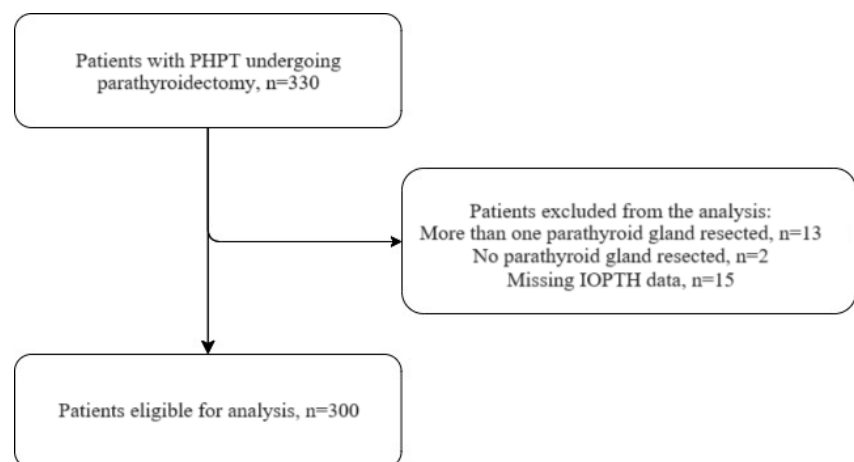 Patients with PHPT undergoing
parathyroidectomy, n=330
Patients excluded from the analysis:
More than one parathyroid gland resected, n=13
No parathyroid gland resected, n=2
Missing IOPTH data, n=15
Patients eligible for analysis, n=300